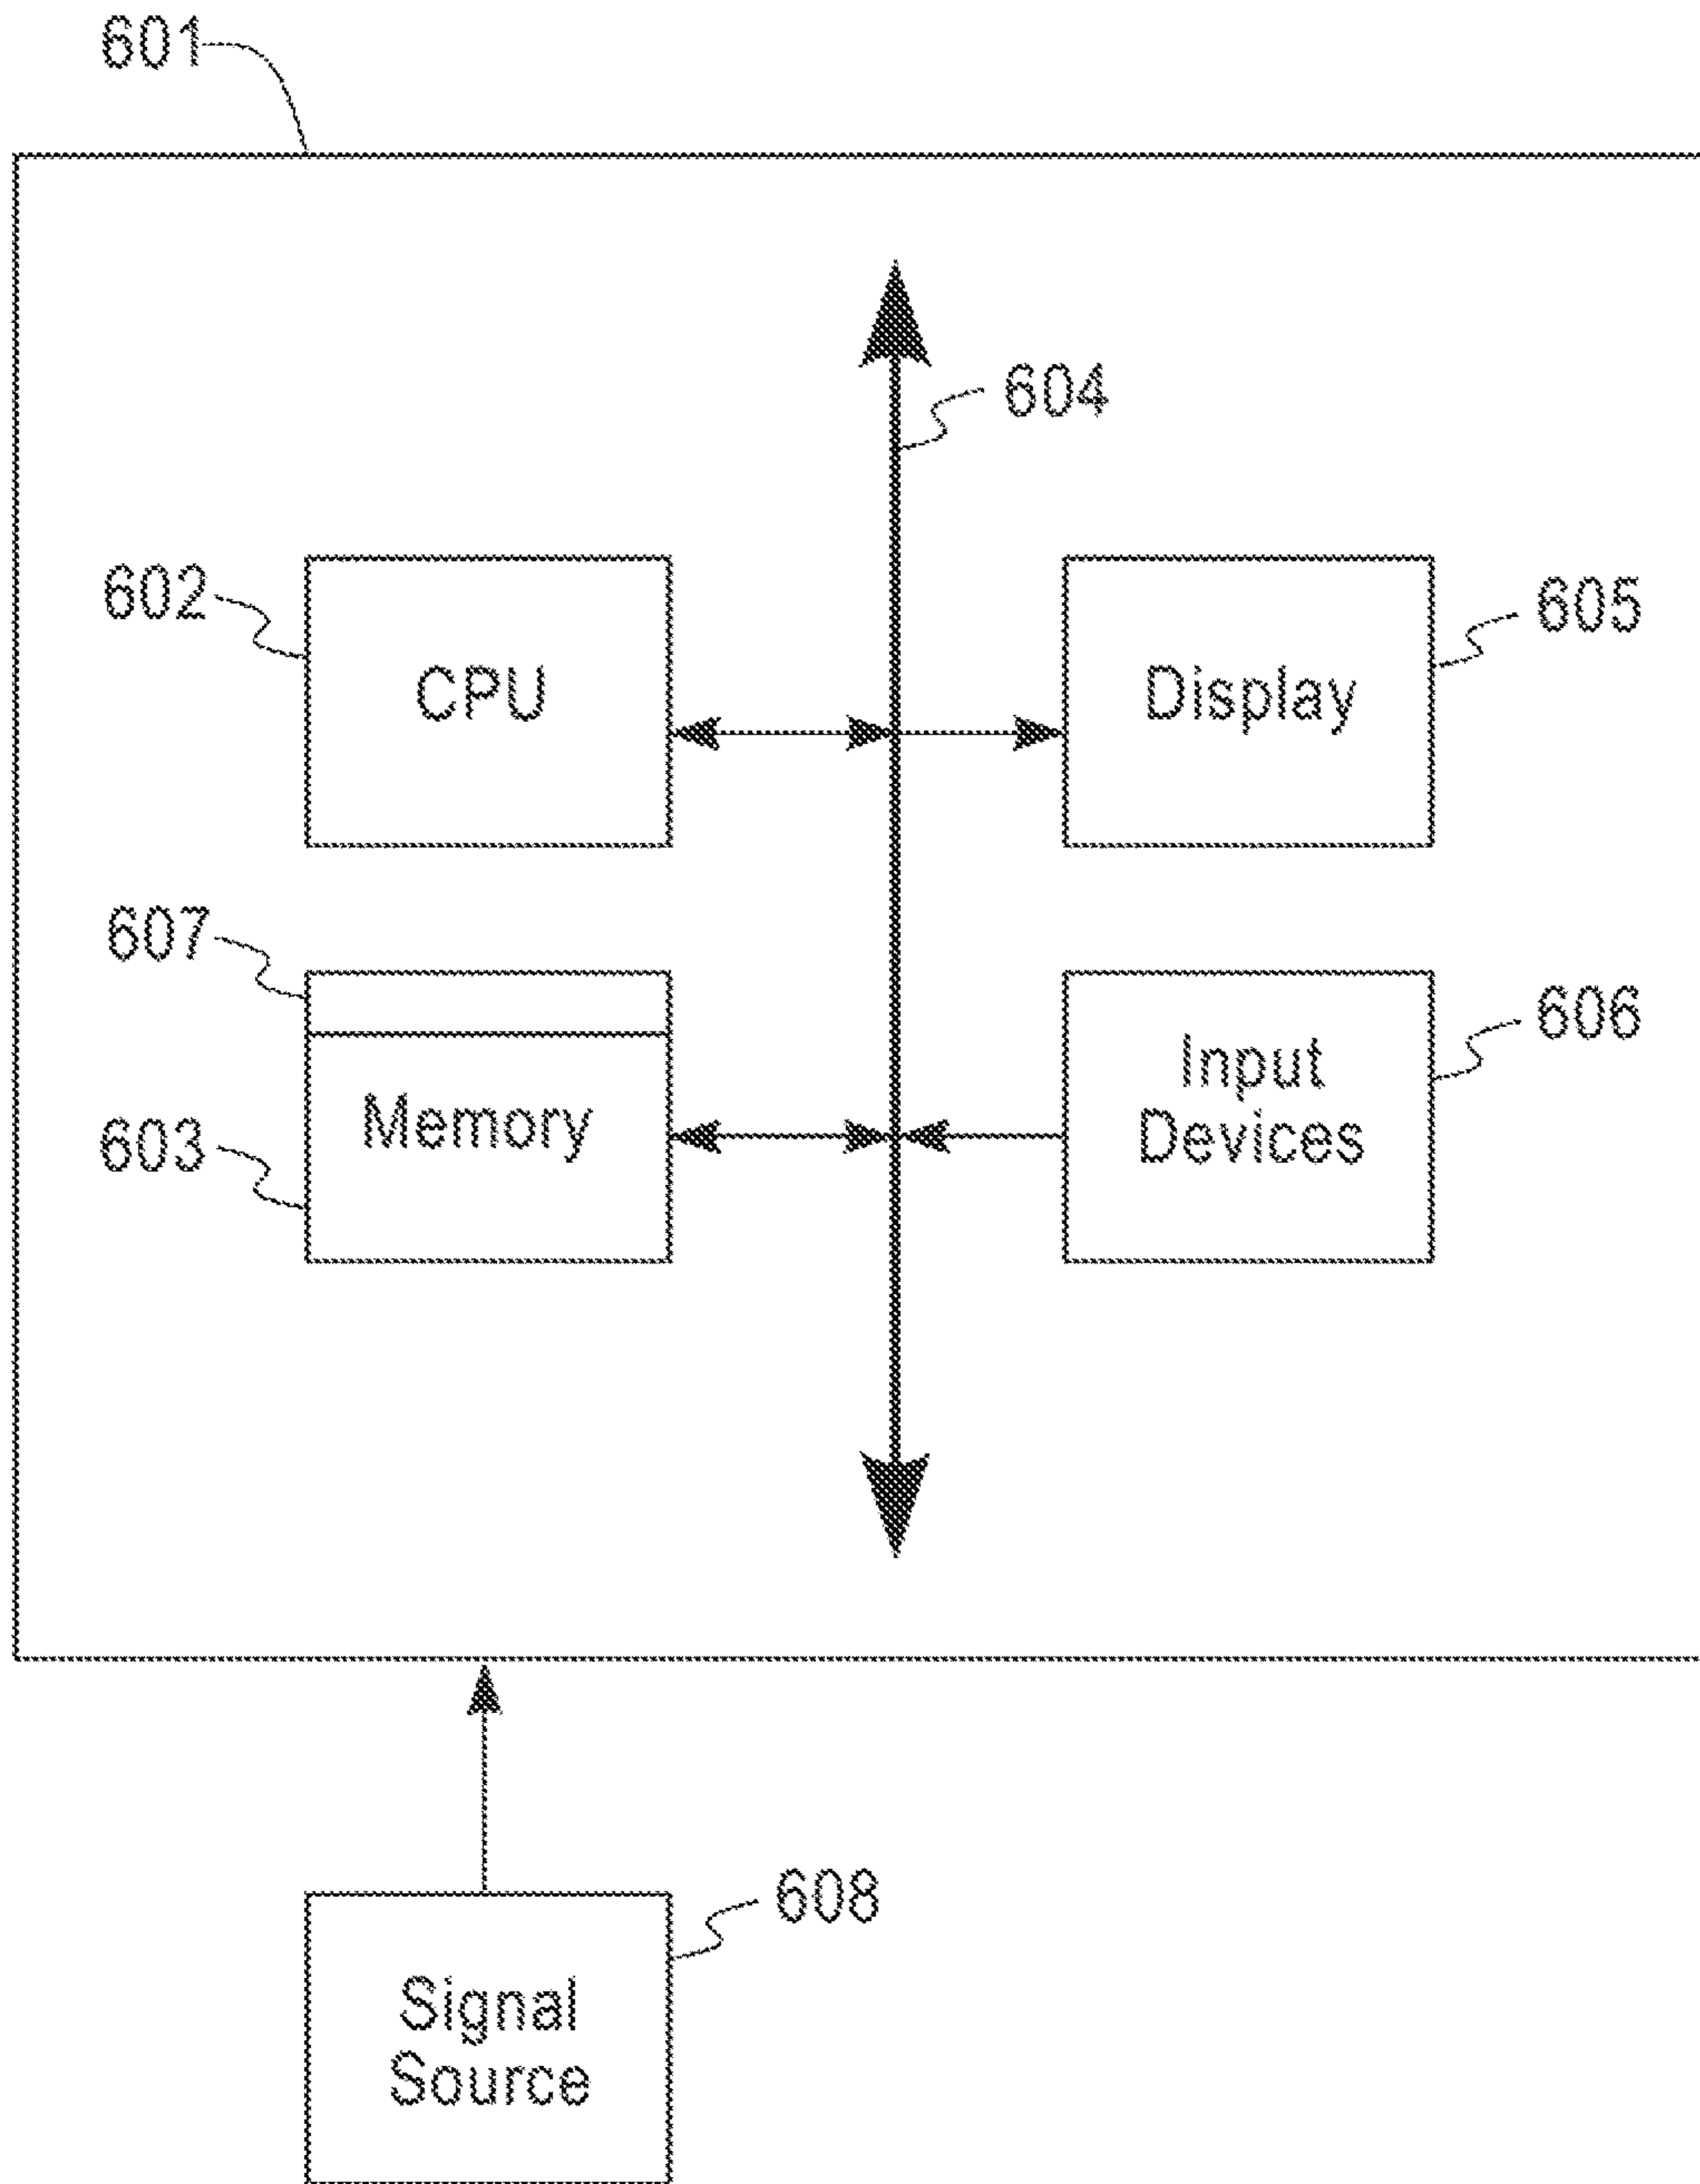 601
604
602
CPU
Display
605
607
603
Memory
Input
Devices
606
608
Signal
Source